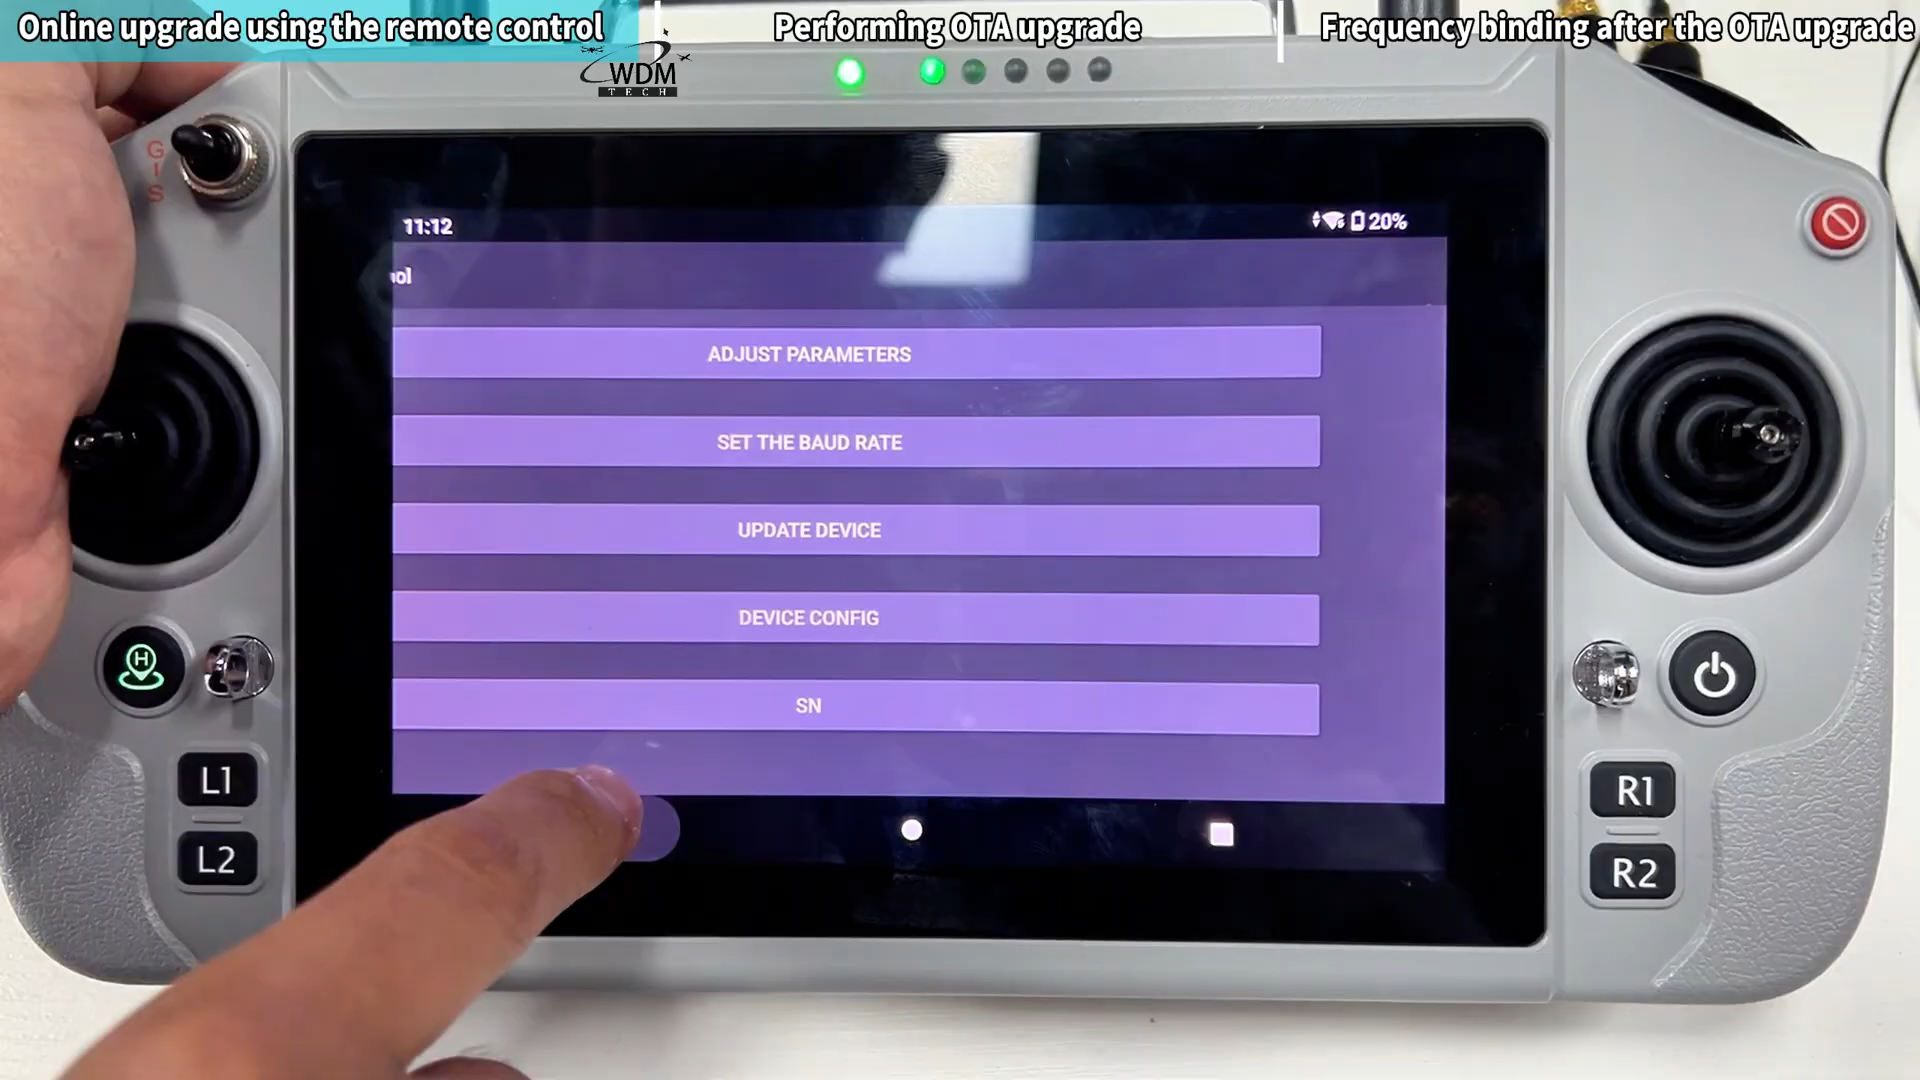 Online upgrade using the remote control
Performing OTA upgrade
Frequency binding after the OTA upgrade
WDM
TECH
G
I
S
11:12
20%
ool
ADJUST PARAMETERS
SET THE BAUD RATE
UPDATE DEVICE
DEVICE CONFIG
SN
H
L1
L2
R1
R2